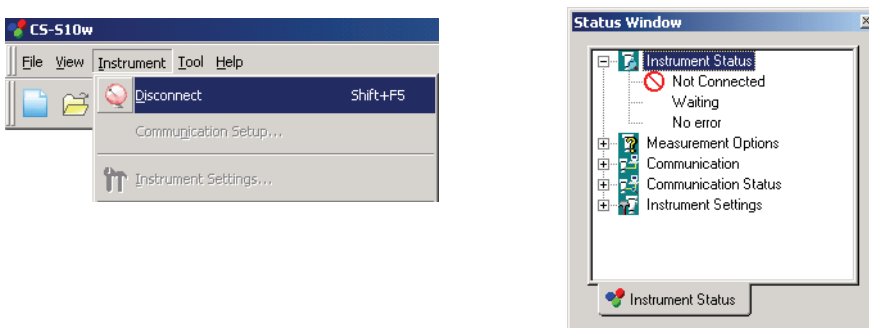 CS-S10w
File View Instrument Tool Help
Disconnect Shift+F5
Communication Setup...
Instrument Settings...
Status Window
Instrument Status
Not Connected
Waiting
No error
Measurement Options
Communication
Communication Status
Instrument Settings
Instrument Status